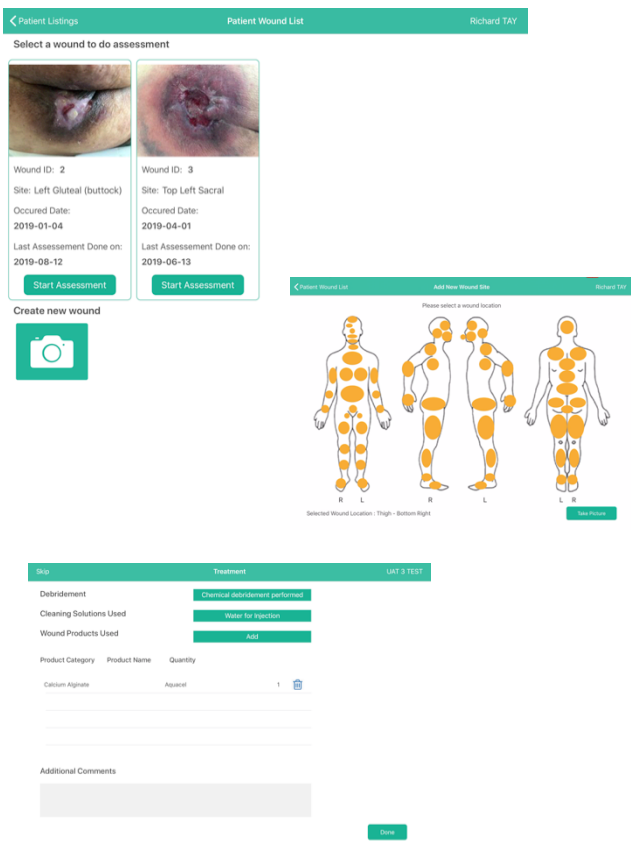 Patient Listings Patient Wound List Richard TAY
Select a wound to do assessment
Wound ID: 2
Site: Left Gluteal (buttock)
Occured Date:
2019-01-04
Last Assessement Done on:
2019-08-12
Start Assessment
Wound ID: 3
Site: Top Left Sacral
Occured Date:
2019-04-01
Last Assessement Done on:
2019-06-13
Start Assessment
Create new wound
Patient Wound List Add New Wound Site Richard TAY
Please select a wound location
R L R L L R
Selected Wound Location : Thigh - Bottom Right Take Picture
Skip Treatment UAT 3 TEST
Debridement Chemical debridement performed
Cleaning Solutions Used Water for Injection
Wound Products Used Add
Product Category Product Name Quantity
Calcium Alginate Aquacel 1
Additional Comments
Done